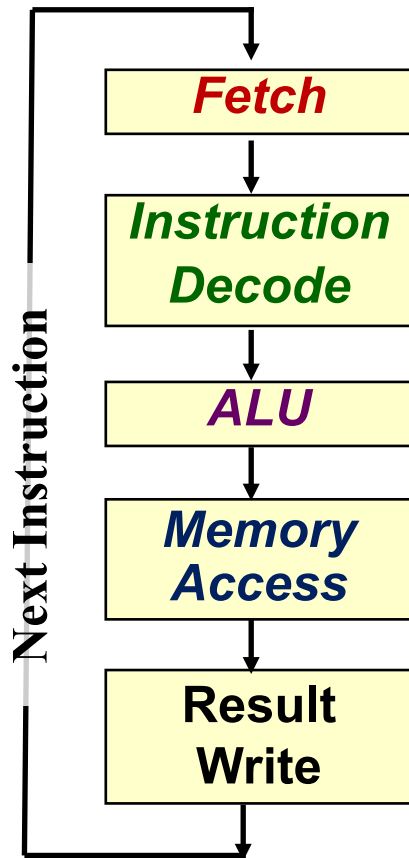 Fetch
Instruction
Decode
ALU
Memory
Access
Result
Write
Next Instruction